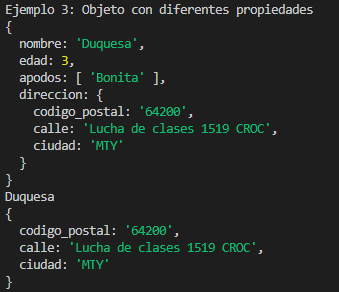 Ejemplo 3: Objeto con diferentes propiedades
{
  nombre: 'Duquesa',
  edad: 3,
  apodos: [ 'Bonita' ],
  direccion: {
    codigo_postal: '64200',
    calle: 'Lucha de clases 1519 CROC',
    ciudad: 'MTY'
  }
}
Duquesa
{
  codigo_postal: '64200',
  calle: 'Lucha de clases 1519 CROC',
  ciudad: 'MTY'
}